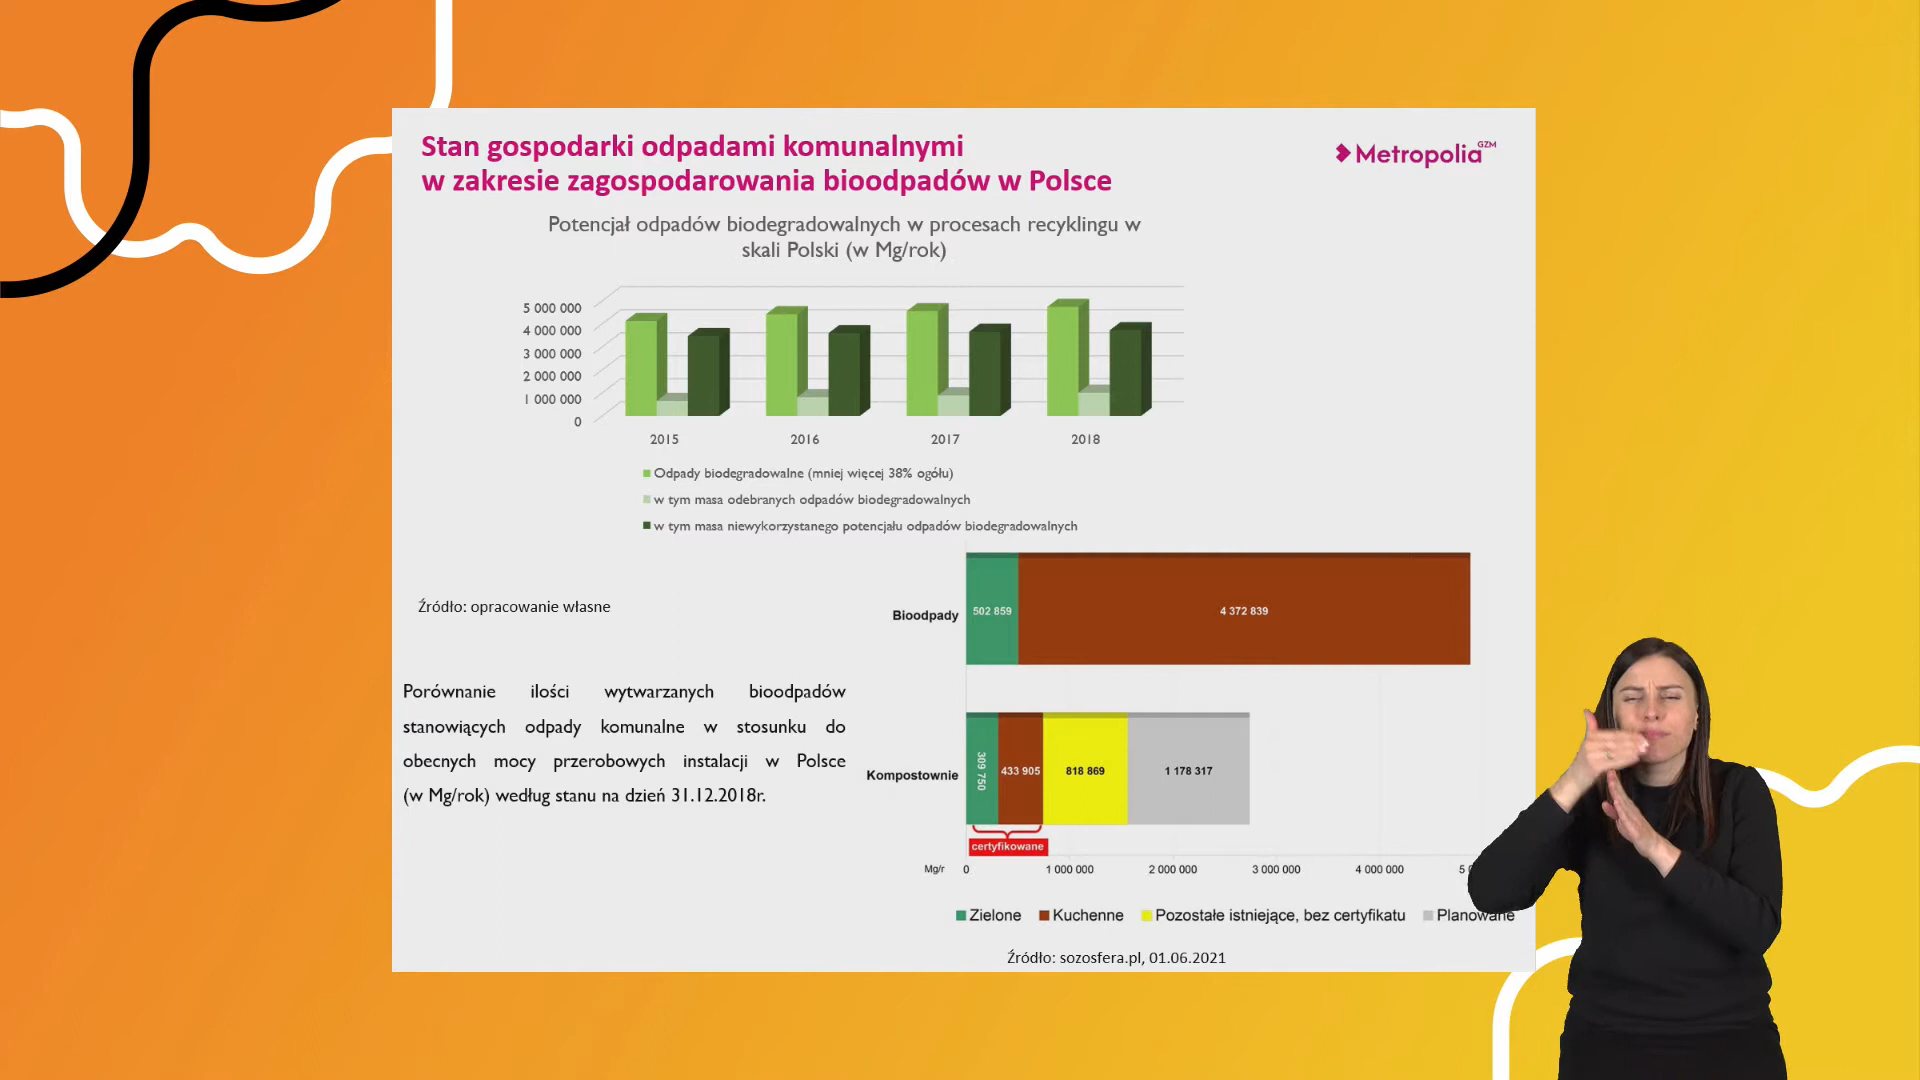 Stan gospodarki odpadami komunalnymi
w zakresie zagospodarowania bioodpadów w Polsce
Metropolia GZM
Potencjał odpadów biodegradowalnych w procesach recyklingu w
skali Polski (w Mg/rok)
5 000 000
4 000 000
3 000 000
2 000 000
1 000 000
0
2015 2016 2017 2018
Odpady biodegradowalne (mniej więcej 38% ogółu)
w tym masa odebranych odpadów biodegradowalnych
w tym masa niewykorzystanego potencjału odpadów biodegradowalnych
Źródło: opracowanie własne
Porównanie ilości wytwarzanych bioodpadów
stanowiących odpady komunalne w stosunku do
obecnych mocy przerobowych instalacji w Polsce
(w Mg/rok) według stanu na dzień 31.12.2018r.
Bioodpady 502 859 4 372 839
Kompostownie 309 750 433 905 818 869 1 178 317
certyfikowane
Mg/r 0 1 000 000 2 000 000 3 000 000 4 000 000
Zielone Kuchenne Pozostałe istniejące, bez certyfikatu Planowane
Źródło: sozosfera.pl, 01.06.2021